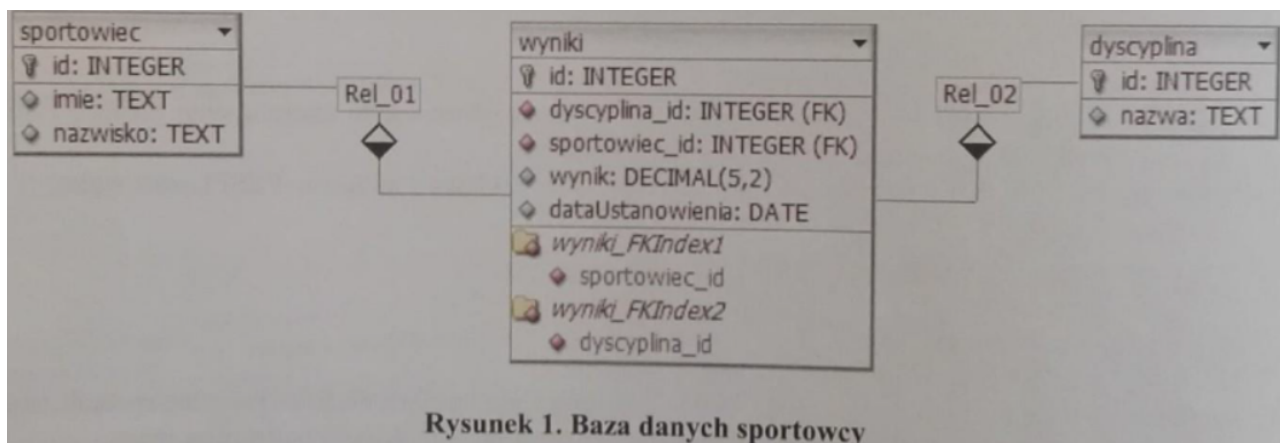 sportowiec
id: INTEGER
imie: TEXT
nazwisko: TEXT
Rel_01
wyniki
id: INTEGER
dyscyplina_id: INTEGER (FK)
sportowiec_id: INTEGER (FK)
wynik: DECIMAL(5,2)
dataUstanowienia: DATE
wyniki_FKIndex1
sportowiec_id
wyniki_FKIndex2
dyscyplina_id
Rel_02
dyscyplina
id: INTEGER
nazwa: TEXT
Rysunek 1. Baza danych sportowcy